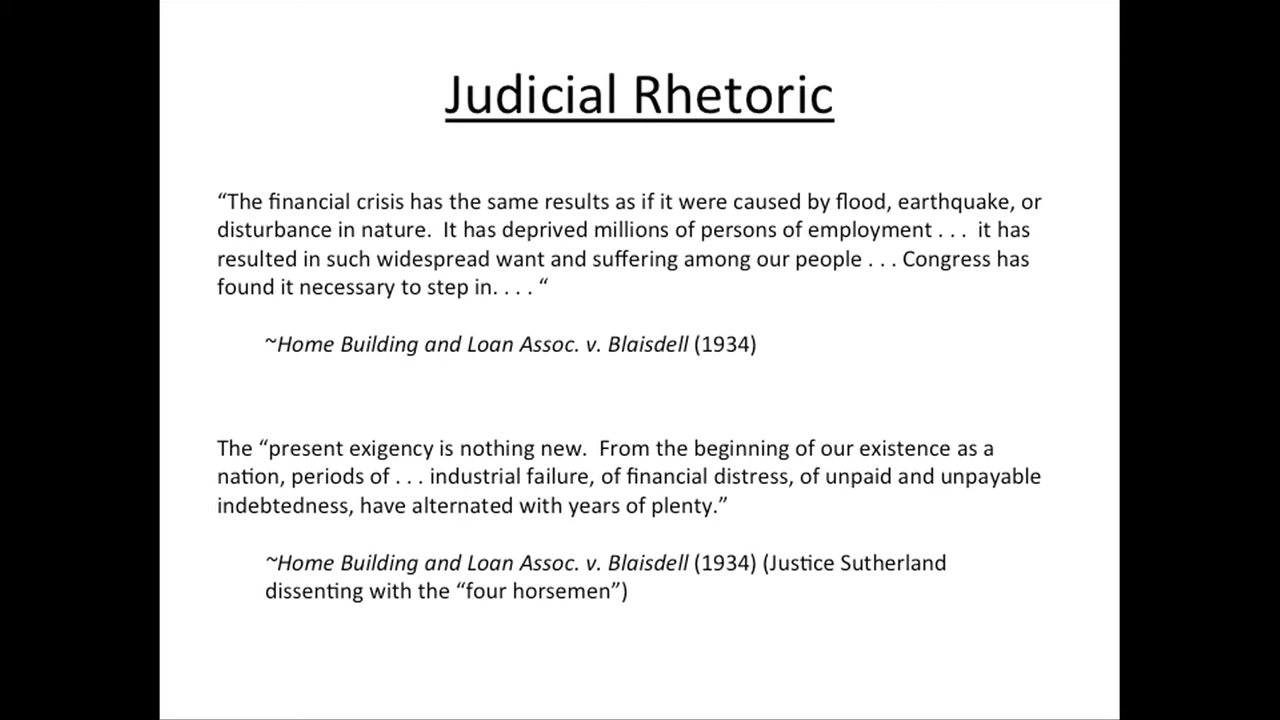 Judicial Rhetoric
“The financial crisis has the same results as if it were caused by flood, earthquake, or
disturbance in nature.  It has deprived millions of persons of employment . . .  it has
resulted in such widespread want and suffering among our people . . . Congress has
found it necessary to step in. . . . “
~Home Building and Loan Assoc. v. Blaisdell (1934)
The “present exigency is nothing new.  From the beginning of our existence as a
nation, periods of . . . industrial failure, of financial distress, of unpaid and unpayable
indebtedness, have alternated with years of plenty.”
~Home Building and Loan Assoc. v. Blaisdell (1934) (Justice Sutherland
dissenting with the “four horsemen”)